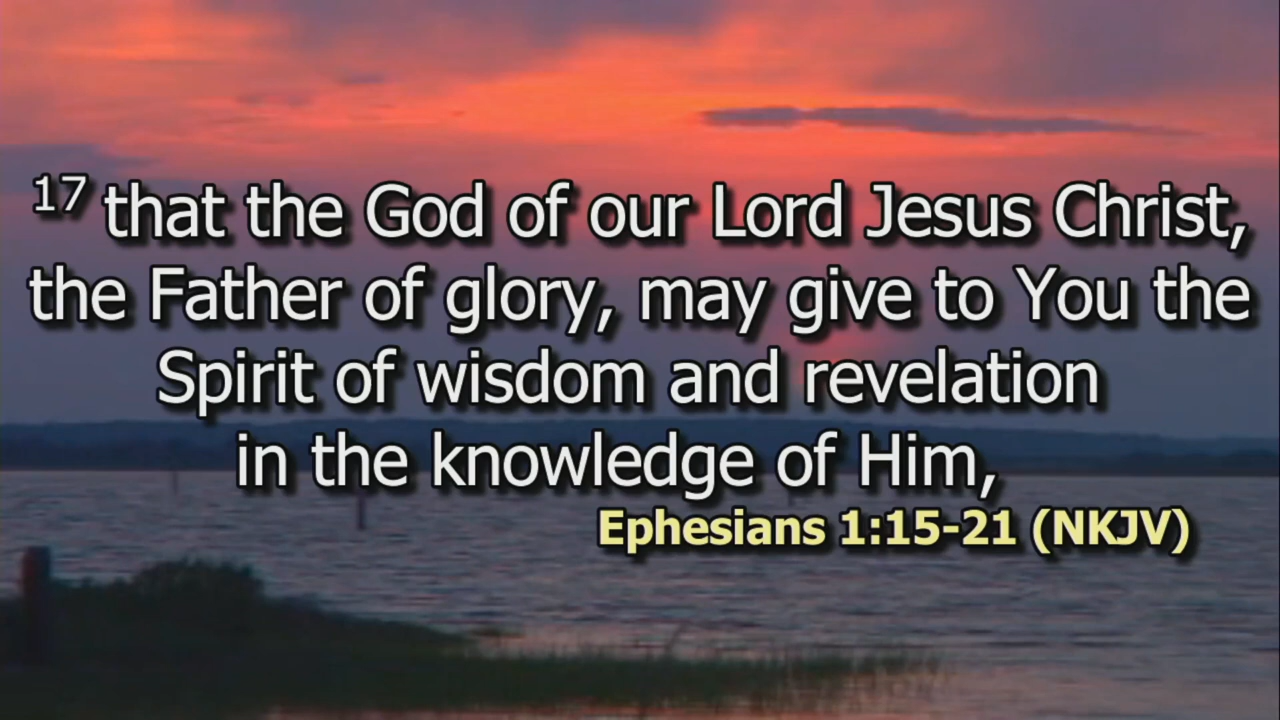 17 that the God of our Lord Jesus Christ,
the Father of glory, may give to You the
Spirit of wisdom and revelation
in the knowledge of Him,
Ephesians 1:15-21 (NKJV)